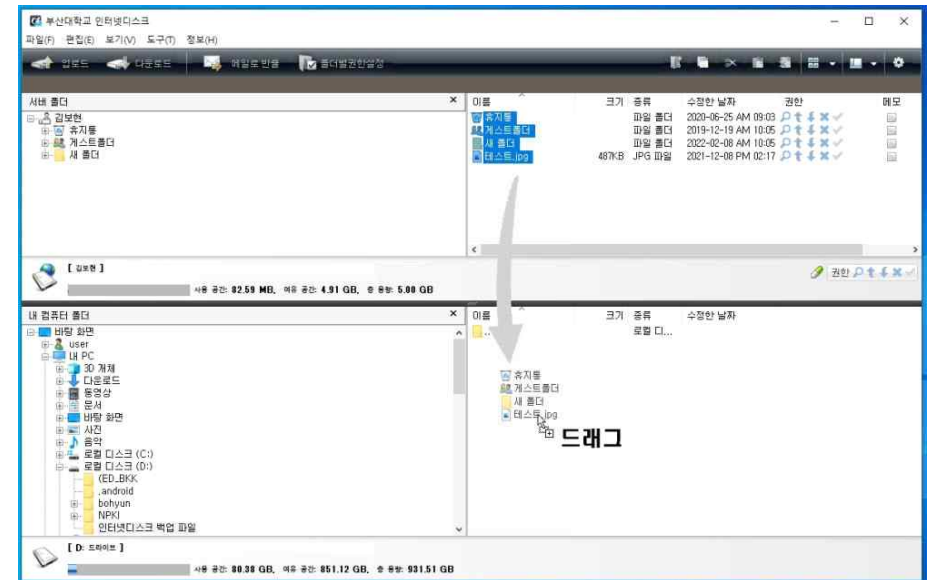 부산대학교 인터넷디스크
파일(F) 편집(E) 보기(V) 도구(T) 정보(H)
업로드 다운로드 메일로 반응 폴더별권한설정
서버 폴더
김보현
휴지통
게스트폴더
새 폴더
이름 크기 종류 수정한 날짜 권한 메모
휴지통 파일 폴더 2020-06-25 AM 09:03
게스트폴더 파일 폴더 2019-12-19 AM 10:05
새 폴더 파일 폴더 2022-02-08 AM 10:05
테스트.jpg 487KB JPG 파일 2021-12-08 PM 02:17
[ 김보현 ]
사용 공간: 82.59 MB, 여유 공간: 4.91 GB, 총 용량: 5.00 GB
권한
내 컴퓨터 폴더
바탕 화면
user
내 PC
3D 개체
다운로드
동영상
문서
바탕 화면
사진
음악
로컬 디스크 (C:)
로컬 디스크 (D:)
(ED_BKK
.android
bohyun
NPKI
인터넷디스크 백업 파일
이름 크기 종류 수정한 날짜
.. 로컬 디...
휴지통
게스트폴더
새 폴더
테스트.jpg
드래그
[ D: 드라이브 ]
사용 공간: 80.38 GB, 여유 공간: 851.12 GB, 총 용량: 931.51 GB